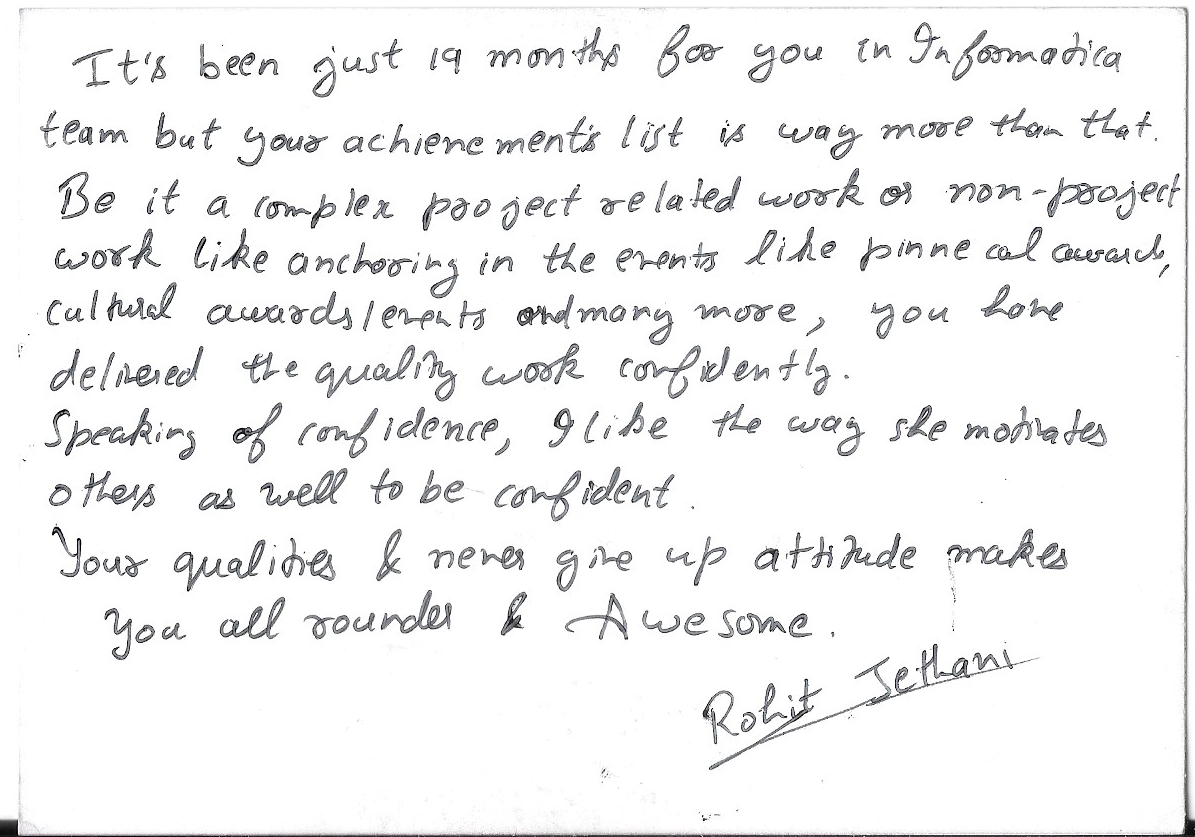 It's been just 19 months for you in Informatica
team but your achievement's list is way more than that.
Be it a complex project related work or non-project
work like anchoring in the events like pinnecal awards,
cultural awards/events and many more, you have
delivered the quality work confidently.
Speaking of confidence, I like the way she motivates
others as well to be confident.
Your qualities & never give up attitude makes
You all rounder & Awesome.
Rohit Jethani